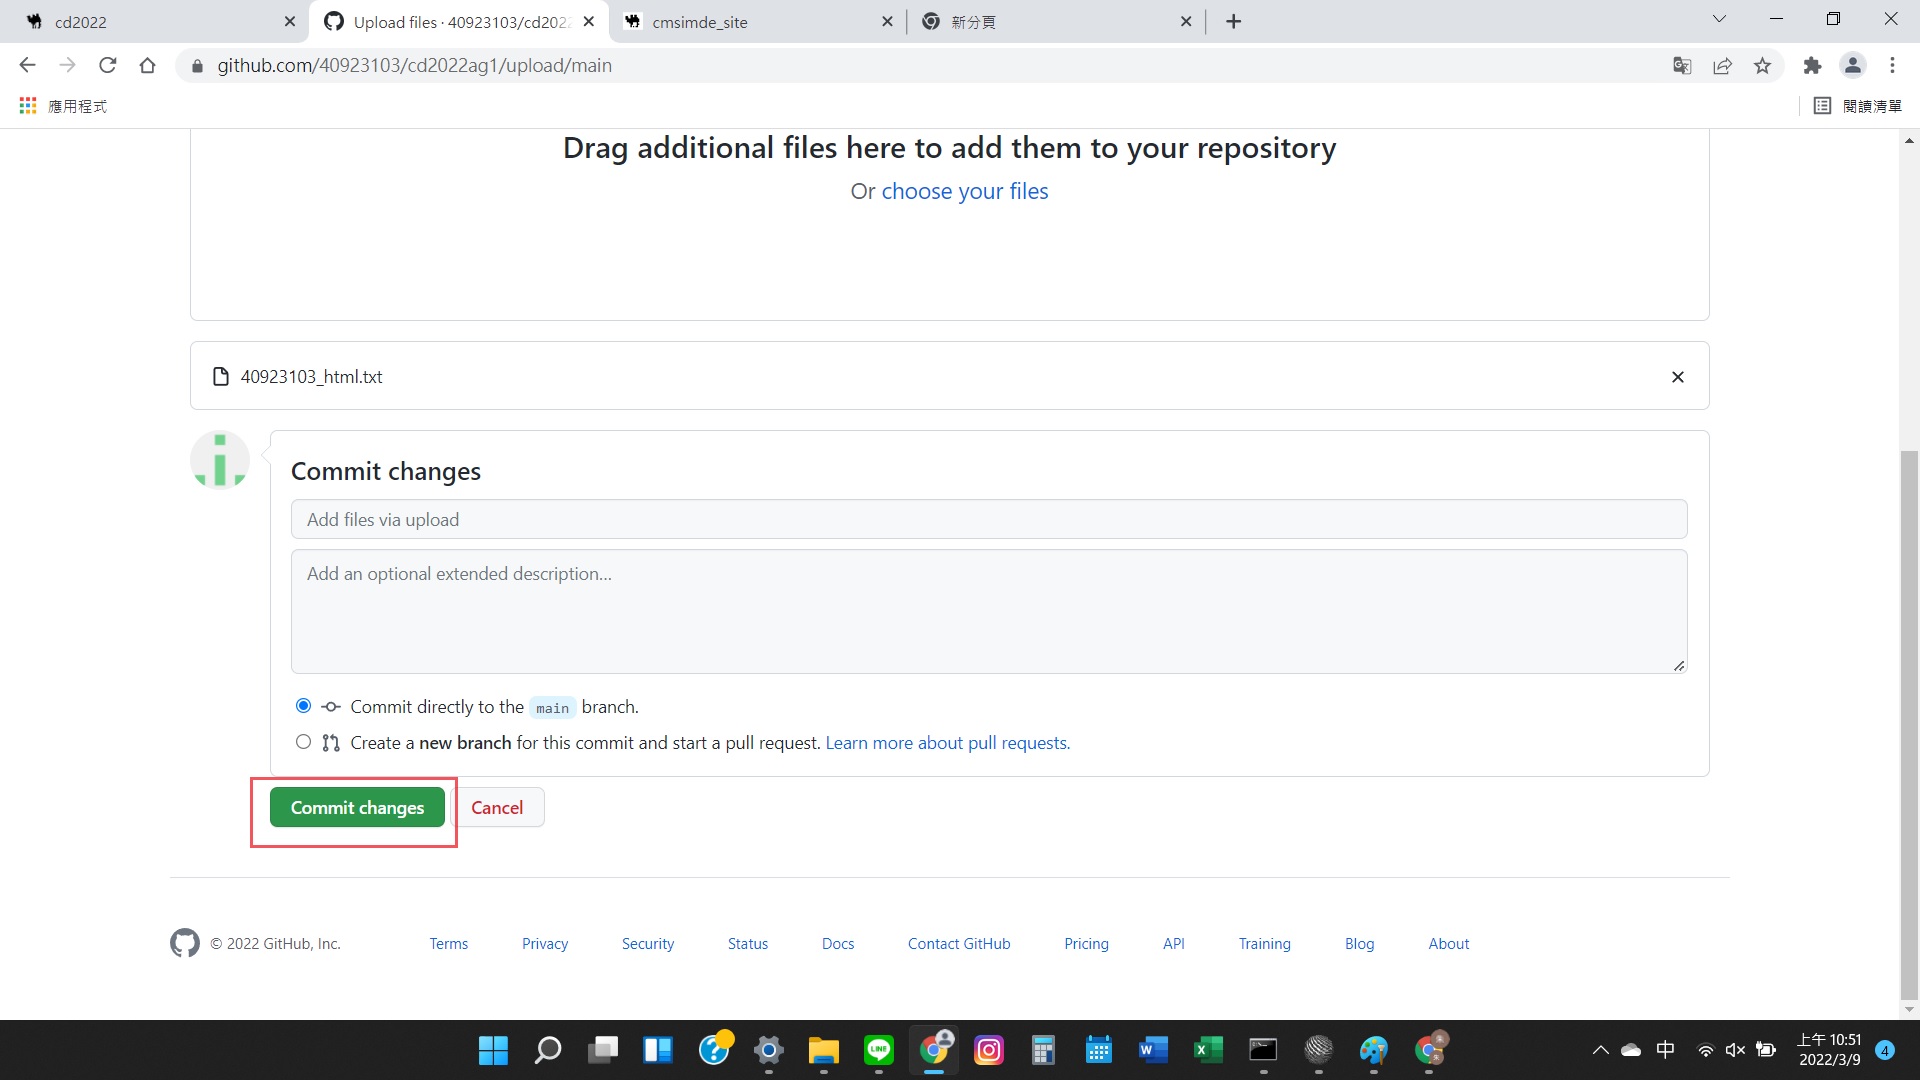 cd2022
Upload files · 40923103/cd2022
cmsimde_site
新分頁
github.com/40923103/cd2022ag1/upload/main
應用程式
閱讀清單
Drag additional files here to add them to your repository
Or choose your files
40923103_html.txt
Commit changes
Add files via upload
Add an optional extended description...
Commit directly to the main branch.
Create a new branch for this commit and start a pull request. Learn more about pull requests.
Commit changes
Cancel
© 2022 GitHub, Inc.
Terms
Privacy
Security
Status
Docs
Contact GitHub
Pricing
API
Training
Blog
About
LINE
中
上午 10:51
2022/3/9
4